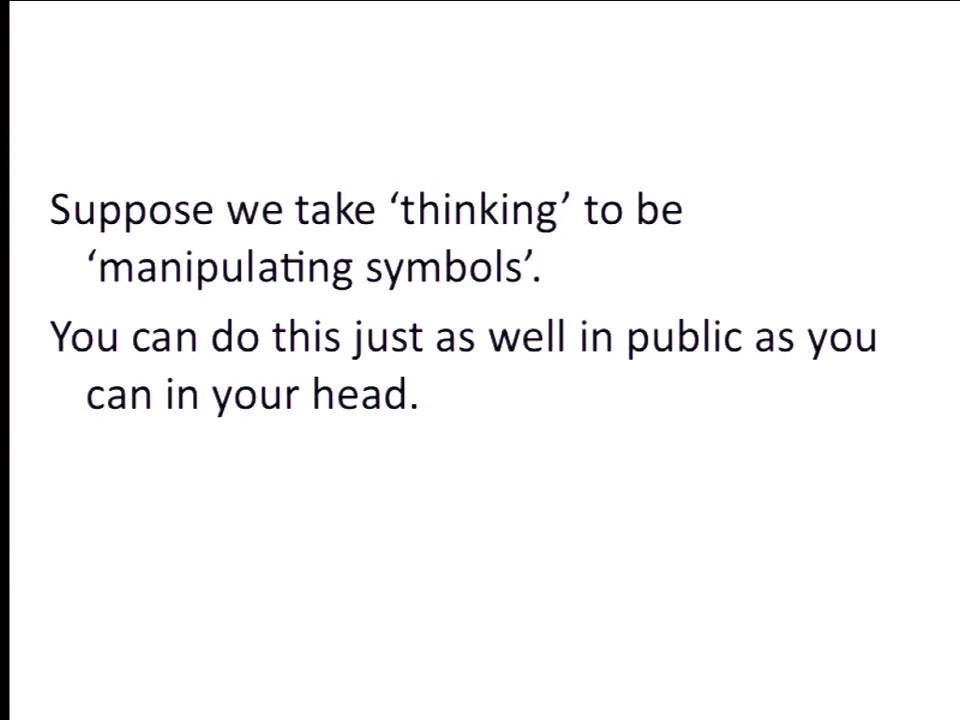 Suppose we take ‘thinking’ to be
‘manipulating symbols’.
You can do this just as well in public as you
can in your head.